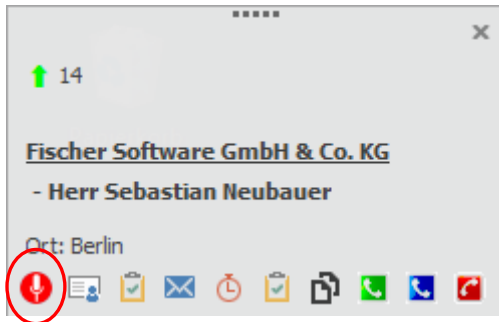 14
Fischer Software GmbH & Co. KG
- Herr Sebastian Neubauer
Ort: Berlin